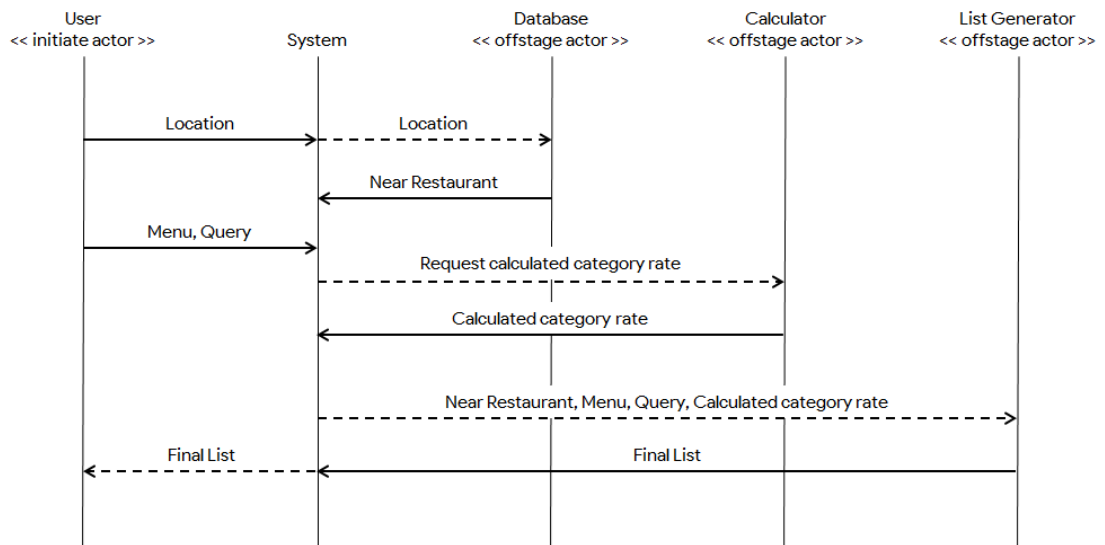 User
<< initiate actor >>
System
Database
<< offstage actor >>
Calculator
<< offstage actor >>
List Generator
<< offstage actor >>
Location
Location
Near Restaurant
Menu, Query
Request calculated category rate
Calculated category rate
Near Restaurant, Menu, Query, Calculated category rate
Final List
Final List